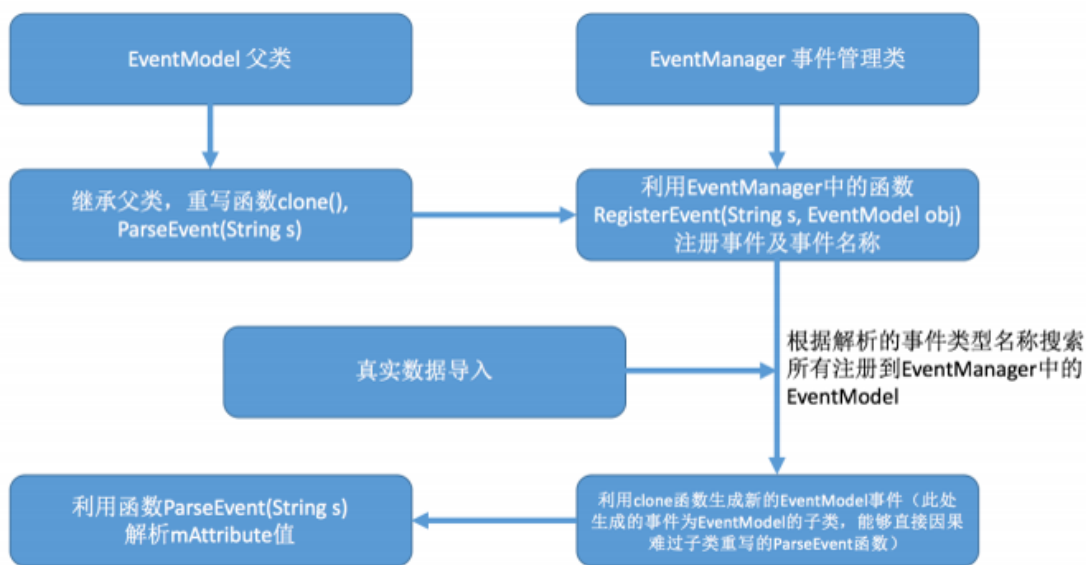 EventModel 父类
EventManager 事件管理类
继承父类，重写函数clone(),
ParseEvent(String s)
利用EventManager中的函数
RegisterEvent(String s, EventModel obj)
注册事件及事件名称
真实数据导入
根据解析的事件类型名称搜索
所有注册到EventManager中的
EventModel
利用函数ParseEvent(String s)
解析mAttribute值
利用clone函数生成新的EventModel事件（此处
生成的事件为EventModel的子类，能够直接因果
难过子类重写的ParseEvent函数）